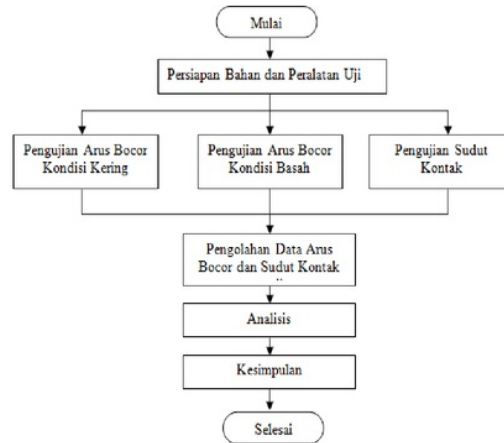 Mulai
Persiapan Bahan dan Peralatan Uji
Pengujian Arus Bocor
Kondisi Kering
Pengujian Arus Bocor
Kondisi Basah
Pengujian Sudut
Kontak
Pengolahan Data Arus
Bocor dan Sudut Kontak
Analisis
Kesimpulan
Selesai